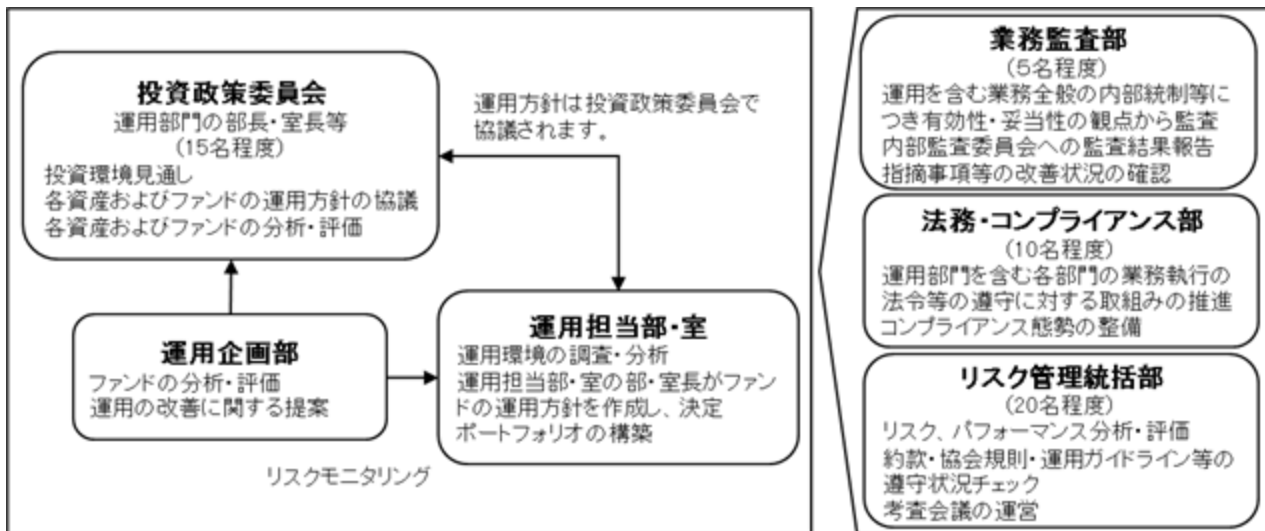 投資政策委員会
運用部門の部長・室長等
(15名程度)
投資環境見通し
各資産およびファンドの運用方針の協議
各資産およびファンドの分析・評価
運用方針は投資政策委員会で
協議されます。
運用企画部
ファンドの分析・評価
運用の改善に関する提案
運用担当部・室
運用環境の調査・分析
運用担当部・室の部・室長がファン
ドの運用方針を作成し、決定
ポートフォリオの構築
リスクモニタリング
業務監査部
(5名程度)
運用を含む業務全般の内部統制等に
つき有効性・妥当性の観点から監査
内部監査委員会への監査結果報告
指摘事項等の改善状況の確認
法務・コンプライアンス部
(10名程度)
運用部門を含む各部門の業務執行の
法令等の遵守に対する取組みの推進
コンプライアンス態勢の整備
リスク管理統括部
(20名程度)
リスク、パフォーマンス分析・評価
約款・協会規則・運用ガイドライン等の
遵守状況チェック
考査会議の運営